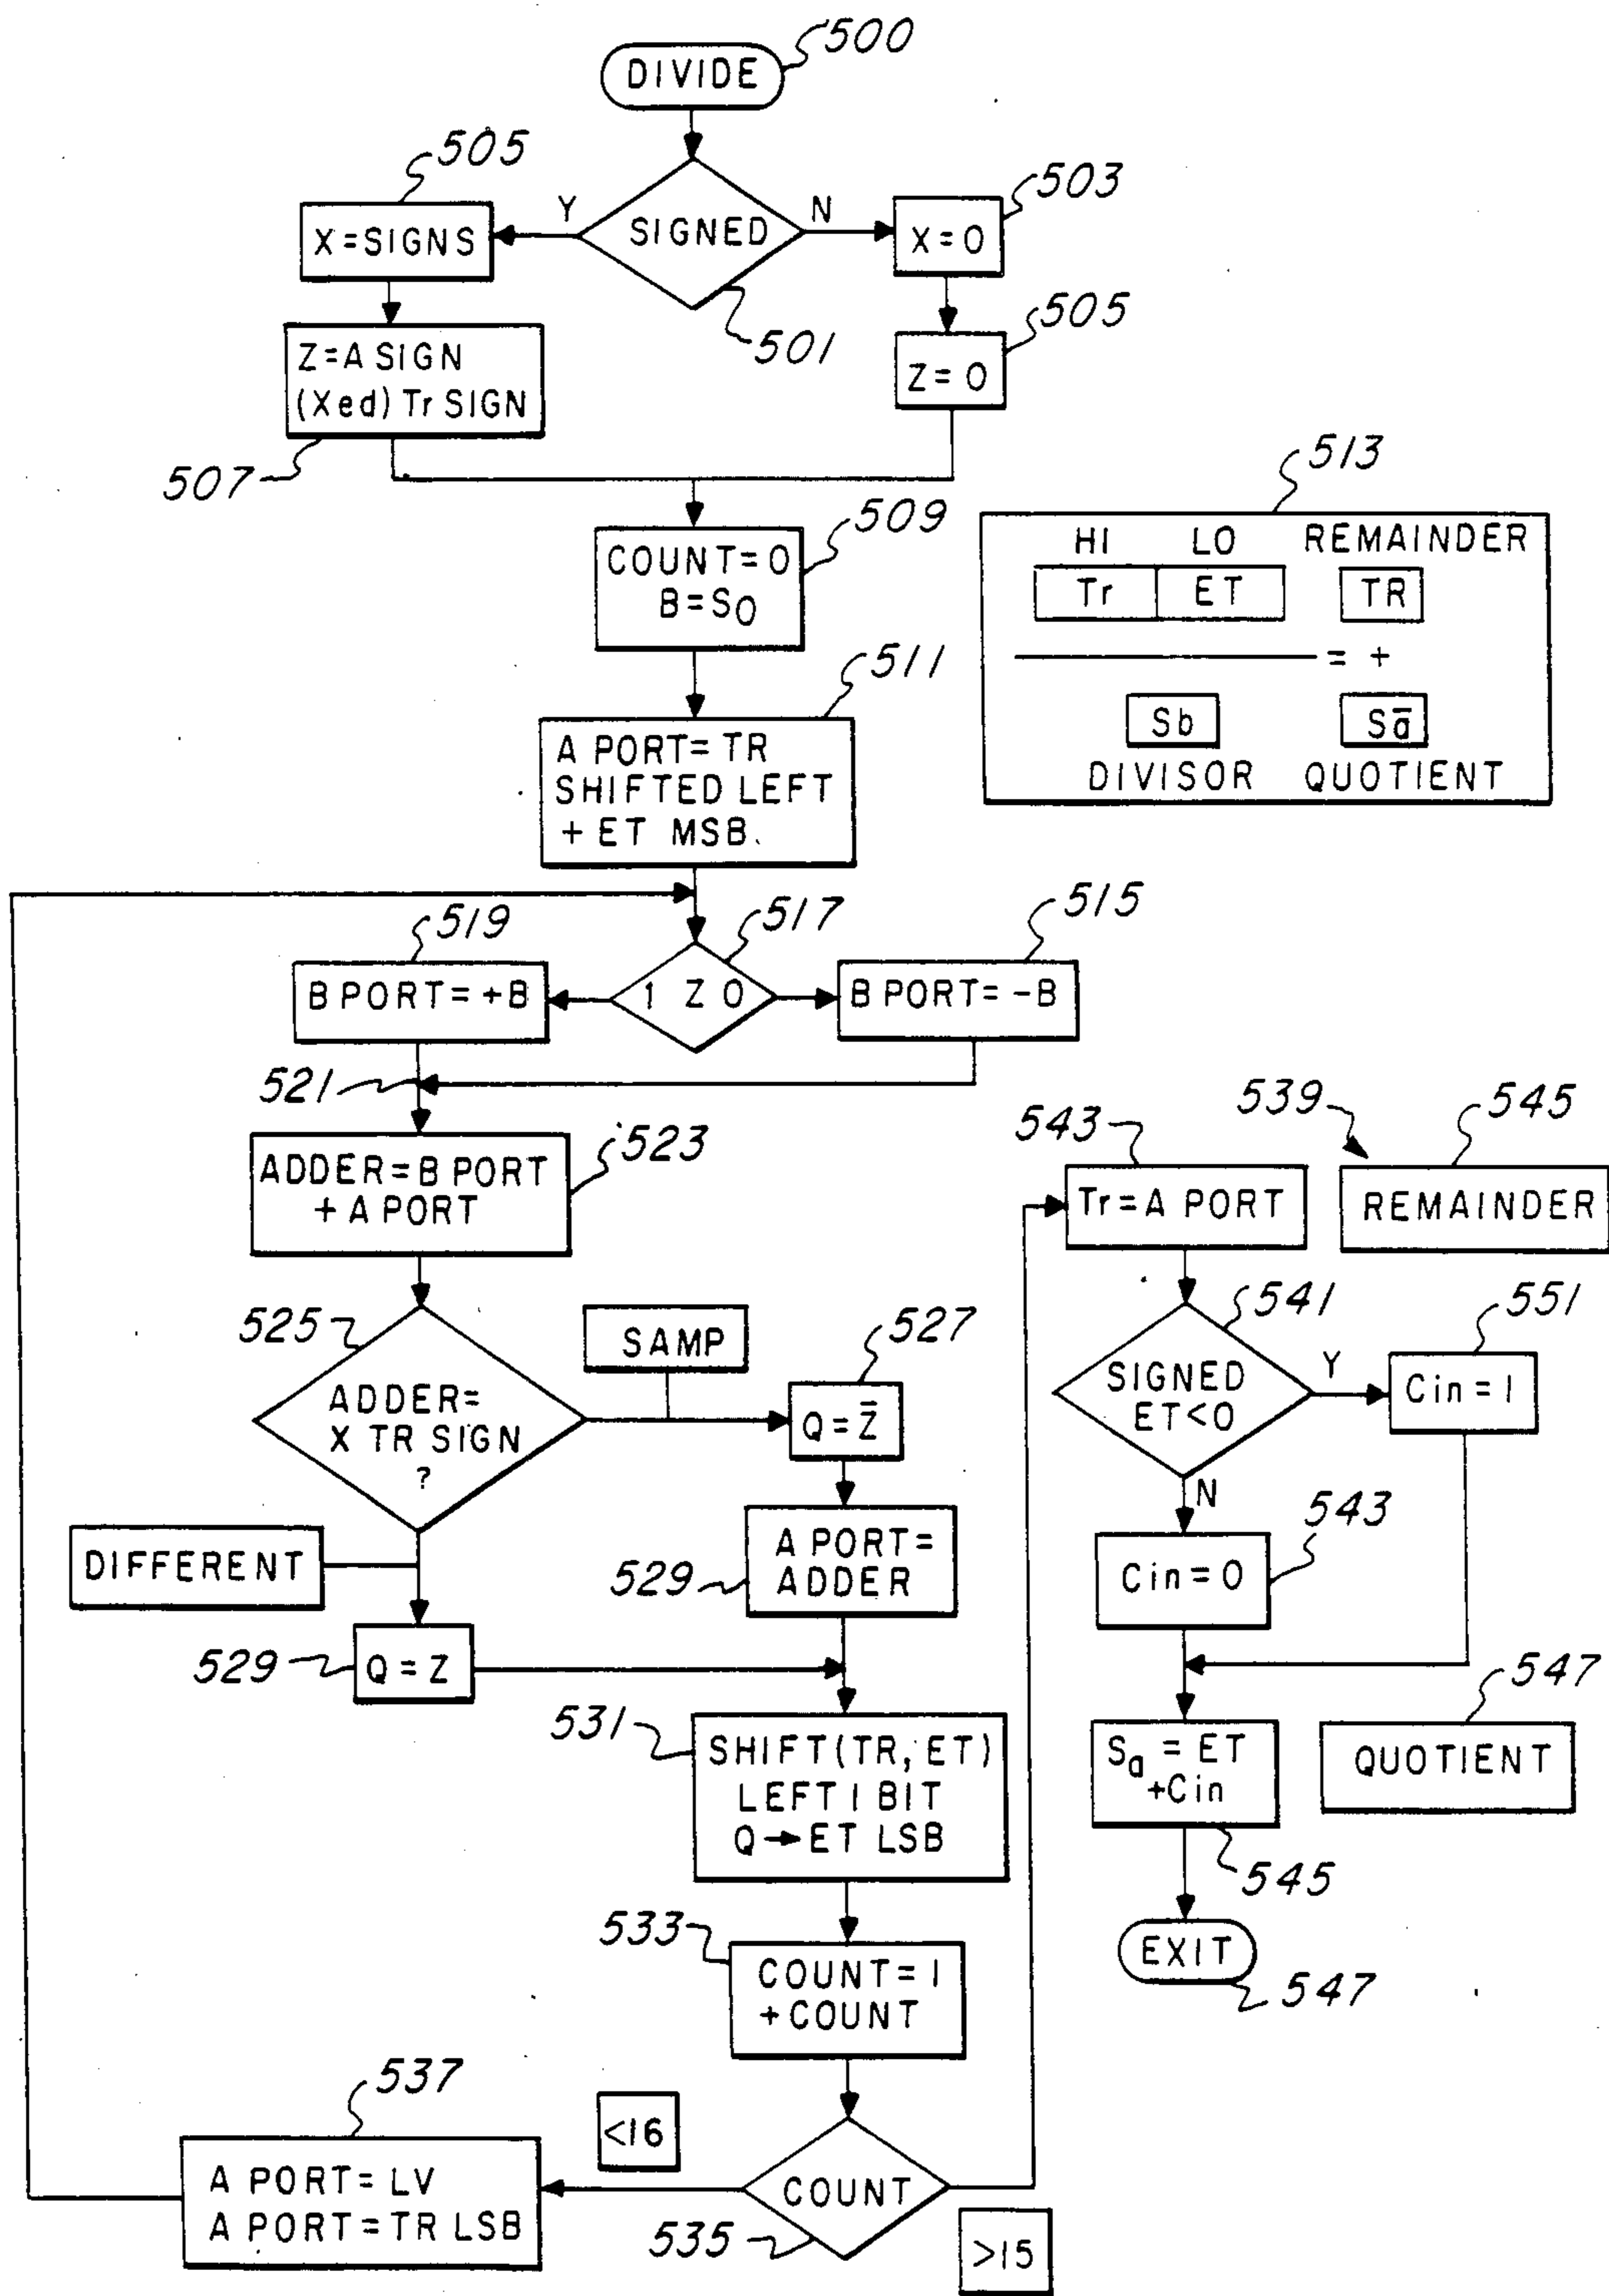 500
DIVIDE
505
503
Y
SIGNED
N
X=SIGNS
X=0
501
505
Z=A SIGN
(Xed) Tr SIGN
Z=0
507
509
513
COUNT=0
B=S0
HI LO REMAINDER
Tr ET TR
= +
Sb Sā
DIVISOR QUOTIENT
511
A PORT=TR
SHIFTED LEFT
+ ET MSB.
519
517
515
B PORT=+B
1 Z 0
B PORT=-B
521
523
ADDER=B PORT
+ A PORT
543
539
545
Tr=A PORT
REMAINDER
525
SAMP
527
541
551
ADDER=
X TR SIGN
?
Q=Z̄
SIGNED
ET<0
Y
Cin=1
N
543
DIFFERENT
A PORT=
ADDER
529
Cin=0
529
Q=Z
547
531
SHIFT(TR, ET)
LEFT 1 BIT
Q→ET LSB
Sa = ET
+Cin
QUOTIENT
545
533
COUNT=1
+COUNT
EXIT
547
537
<16
A PORT=LV
A PORT=TR LSB
COUNT
535
>15